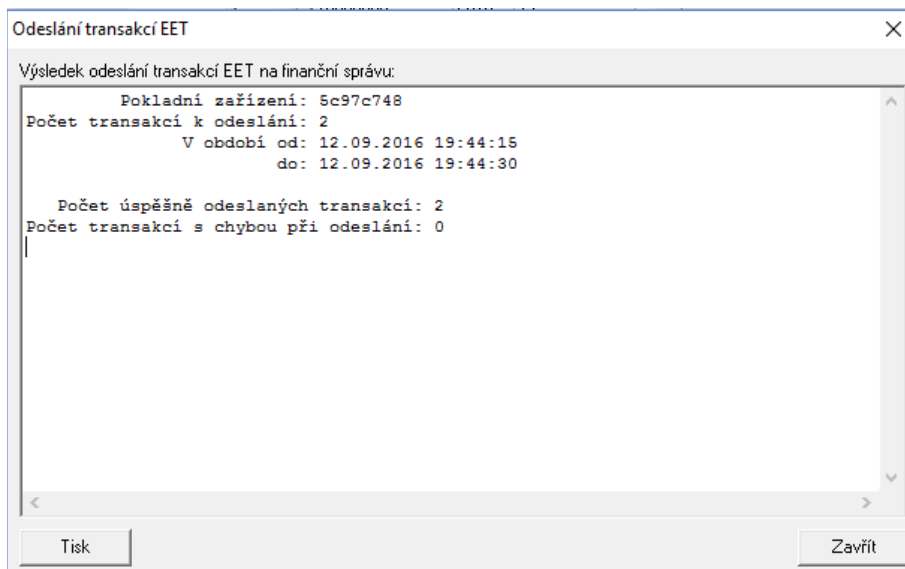 Odeslání transakcí EET
Výsledek odeslání transakcí EET na finanční správu:
Pokladní zařízení: 5c97c748
Počet transakcí k odeslání: 2
V období od: 12.09.2016 19:44:15
do: 12.09.2016 19:44:30
Počet úspěšně odeslaných transakcí: 2
Počet transakcí s chybou při odeslání: 0
Tisk
Zavřít